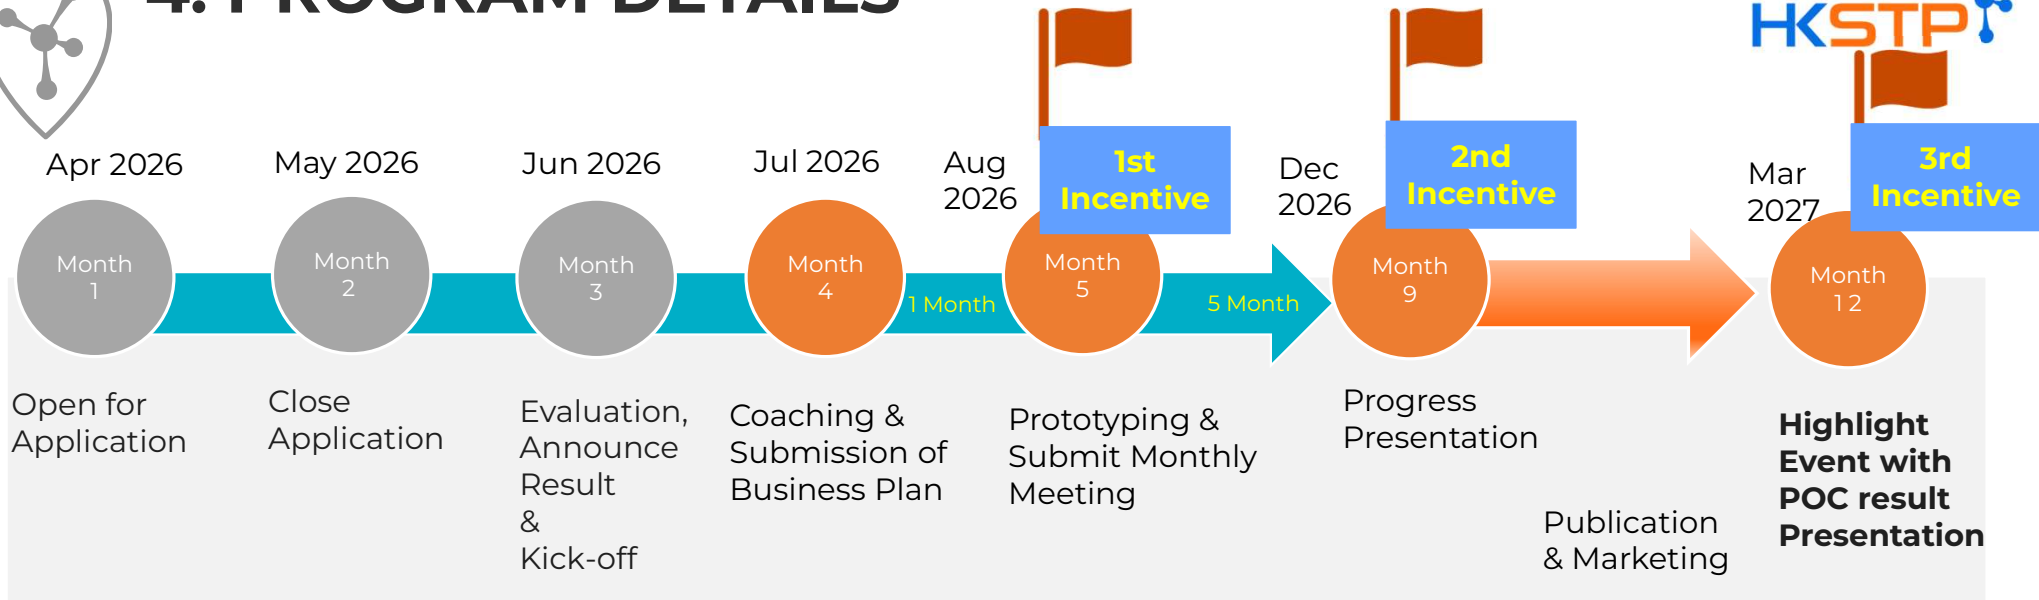 4. PROGRAM DETAILS
HKSTP
Apr 2026
May 2026
Jun 2026
Jul 2026
Aug
2026
1st
Incentive
Dec
2026
2nd
Incentive
Mar
2027
3rd
Incentive
Month
1
Month
2
Month
3
Month
4
1 Month
Month
5
5 Month
Month
9
Month
12
Open for
Application
Close
Application
Evaluation,
Announce
Result
&
Kick-off
Coaching &
Submission of
Business Plan
Prototyping &
Submit Monthly
Meeting
Progress
Presentation
Publication
& Marketing
Highlight
Event with
POC result
Presentation